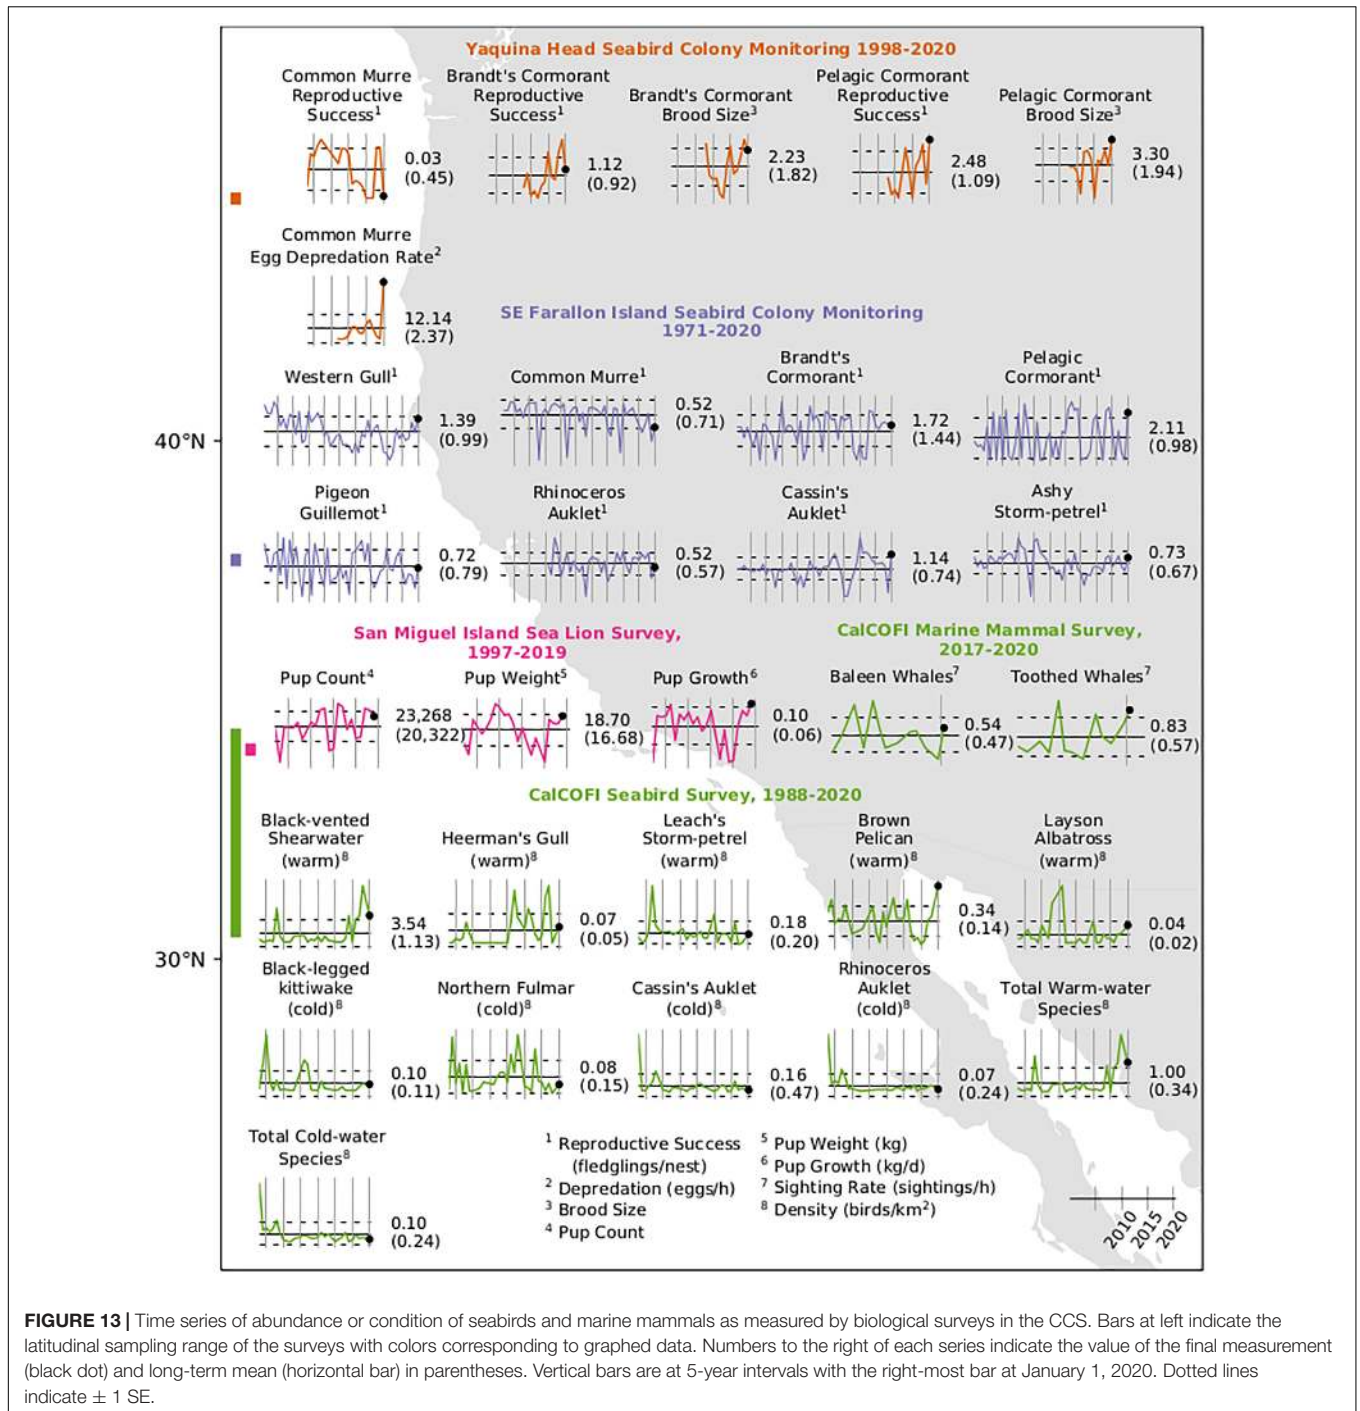 Yaquina Head Seabird Colony Monitoring 1998-2020
Common Murre
Reproductive
Success¹
0.03
(0.45)
Brandt's Cormorant
Reproductive
Success¹
1.12
(0.92)
Brandt's Cormorant
Brood Size³
2.23
(1.82)
Pelagic Cormorant
Reproductive
Success¹
2.48
(1.09)
Pelagic Cormorant
Brood Size³
3.30
(1.94)
Common Murre
Egg Depredation Rate²
12.14
(2.37)
SE Farallon Island Seabird Colony Monitoring
1971-2020
Western Gull¹
1.39
(0.99)
Common Murre¹
0.52
(0.71)
Brandt's
Cormorant¹
1.72
(1.44)
Pelagic
Cormorant¹
2.11
(0.98)
40°N
Pigeon
Guillemot¹
0.72
(0.79)
Rhinoceros
Auklet¹
0.52
(0.57)
Cassin's
Auklet¹
1.14
(0.74)
Ashy
Storm-petrel¹
0.73
(0.67)
San Miguel Island Sea Lion Survey,
1997-2019
Pup Count⁴
23,268
(20,322)
Pup Weight⁵
18.70
(16.68)
Pup Growth⁶
0.10
(0.06)
CalCOFI Marine Mammal Survey,
2017-2020
Baleen Whales⁷
0.54
(0.47)
Toothed Whales⁷
0.83
(0.57)
CalCOFI Seabird Survey, 1988-2020
Black-vented
Shearwater
(warm)⁸
3.54
(1.13)
Heerman's Gull
(warm)⁸
0.07
(0.05)
Leach's
Storm-petrel
(warm)⁸
0.18
(0.20)
Brown
Pelican
(warm)⁸
0.34
(0.14)
Layson
Albatross
(warm)⁸
0.04
(0.02)
30°N
Black-legged
kittiwake
(cold)⁸
0.10
(0.11)
Northern Fulmar
(cold)⁸
0.08
(0.15)
Cassin's Auklet
(cold)⁸
0.16
(0.47)
Rhinoceros
Auklet
(cold)⁸
0.07
(0.24)
Total Warm-water
Species⁸
1.00
(0.34)
Total Cold-water
Species⁸
0.10
(0.24)
¹ Reproductive Success
(fledglings/nest)
² Depredation (eggs/h)
³ Brood Size
⁴ Pup Count
⁵ Pup Weight (kg)
⁶ Pup Growth (kg/d)
⁷ Sighting Rate (sightings/h)
⁸ Density (birds/km²)
2010
2015
2020
FIGURE 13 | Time series of abundance or condition of seabirds and marine mammals as measured by biological surveys in the CCS. Bars at left indicate the
latitudinal sampling range of the surveys with colors corresponding to graphed data. Numbers to the right of each series indicate the value of the final measurement
(black dot) and long-term mean (horizontal bar) in parentheses. Vertical bars are at 5-year intervals with the right-most bar at January 1, 2020. Dotted lines
indicate ± 1 SE.